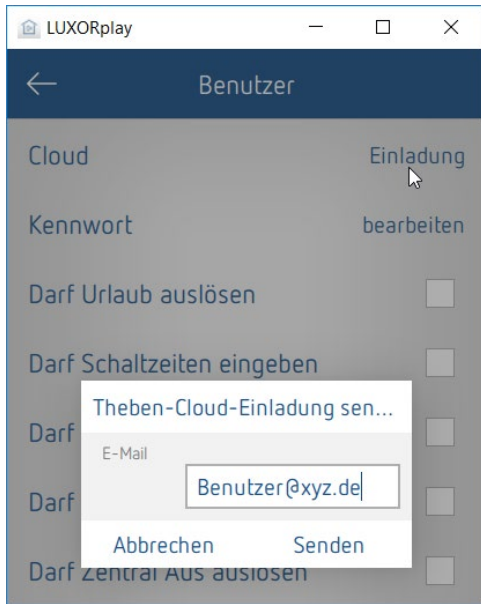 LUXORplay
Benutzer
Cloud Einladung
Kennwort bearbeiten
Darf Urlaub auslösen
Darf Schaltzeiten eingeben
Darf
Darf
Theben-Cloud-Einladung sen...
E-Mail
Benutzer@xyz.de
Abbrechen Senden
Darf Zentral Aus auslösen